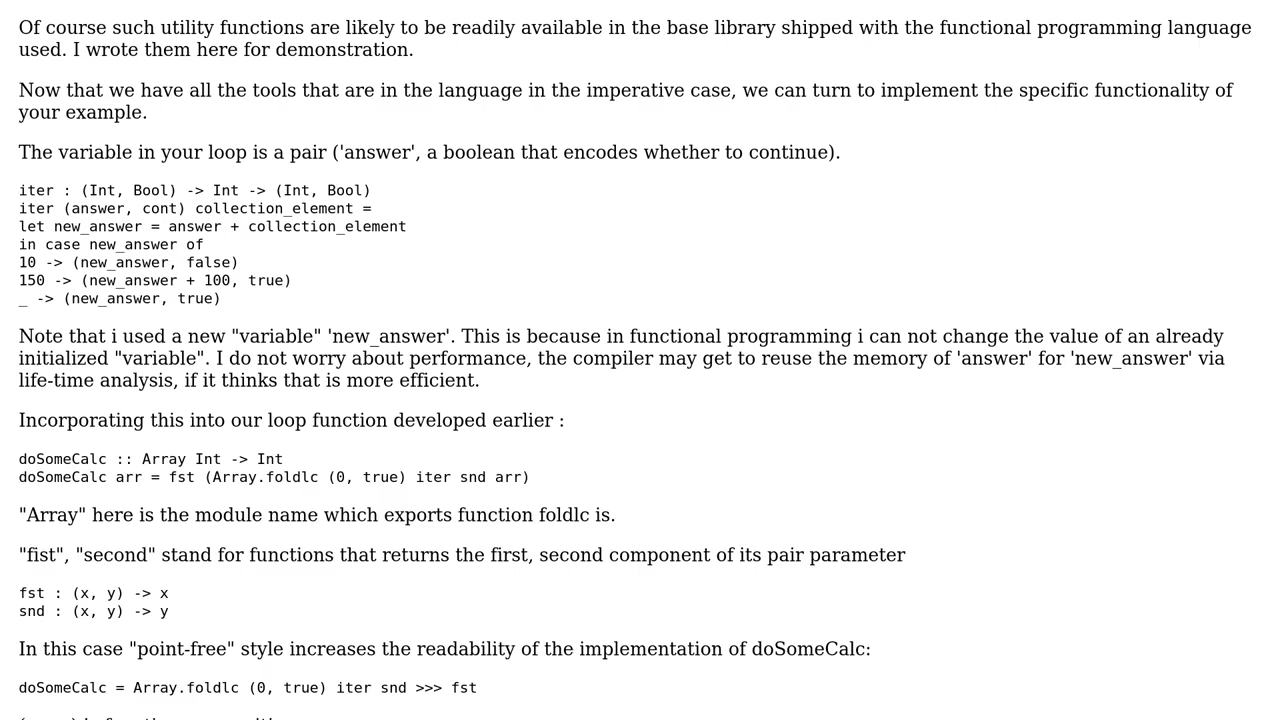 Of course such utility functions are likely to be readily available in the base library shipped with the functional programming language
used. I wrote them here for demonstration.
Now that we have all the tools that are in the language in the imperative case, we can turn to implement the specific functionality of
your example.
The variable in your loop is a pair ('answer', a boolean that encodes whether to continue).
iter : (Int, Bool) -> Int -> (Int, Bool)
iter (answer, cont) collection_element =
let new_answer = answer + collection_element
in case new_answer of
10 -> (new_answer, false)
150 -> (new_answer + 100, true)
_ -> (new_answer, true)
Note that i used a new "variable" 'new_answer'. This is because in functional programming i can not change the value of an already
initialized "variable". I do not worry about performance, the compiler may get to reuse the memory of 'answer' for 'new_answer' via
life-time analysis, if it thinks that is more efficient.
Incorporating this into our loop function developed earlier :
doSomeCalc :: Array Int -> Int
doSomeCalc arr = fst (Array.foldlc (0, true) iter snd arr)
"Array" here is the module name which exports function foldlc is.
"fist", "second" stand for functions that returns the first, second component of its pair parameter
fst : (x, y) -> x
snd : (x, y) -> y
In this case "point-free" style increases the readability of the implementation of doSomeCalc:
doSomeCalc = Array.foldlc (0, true) iter snd >>> fst